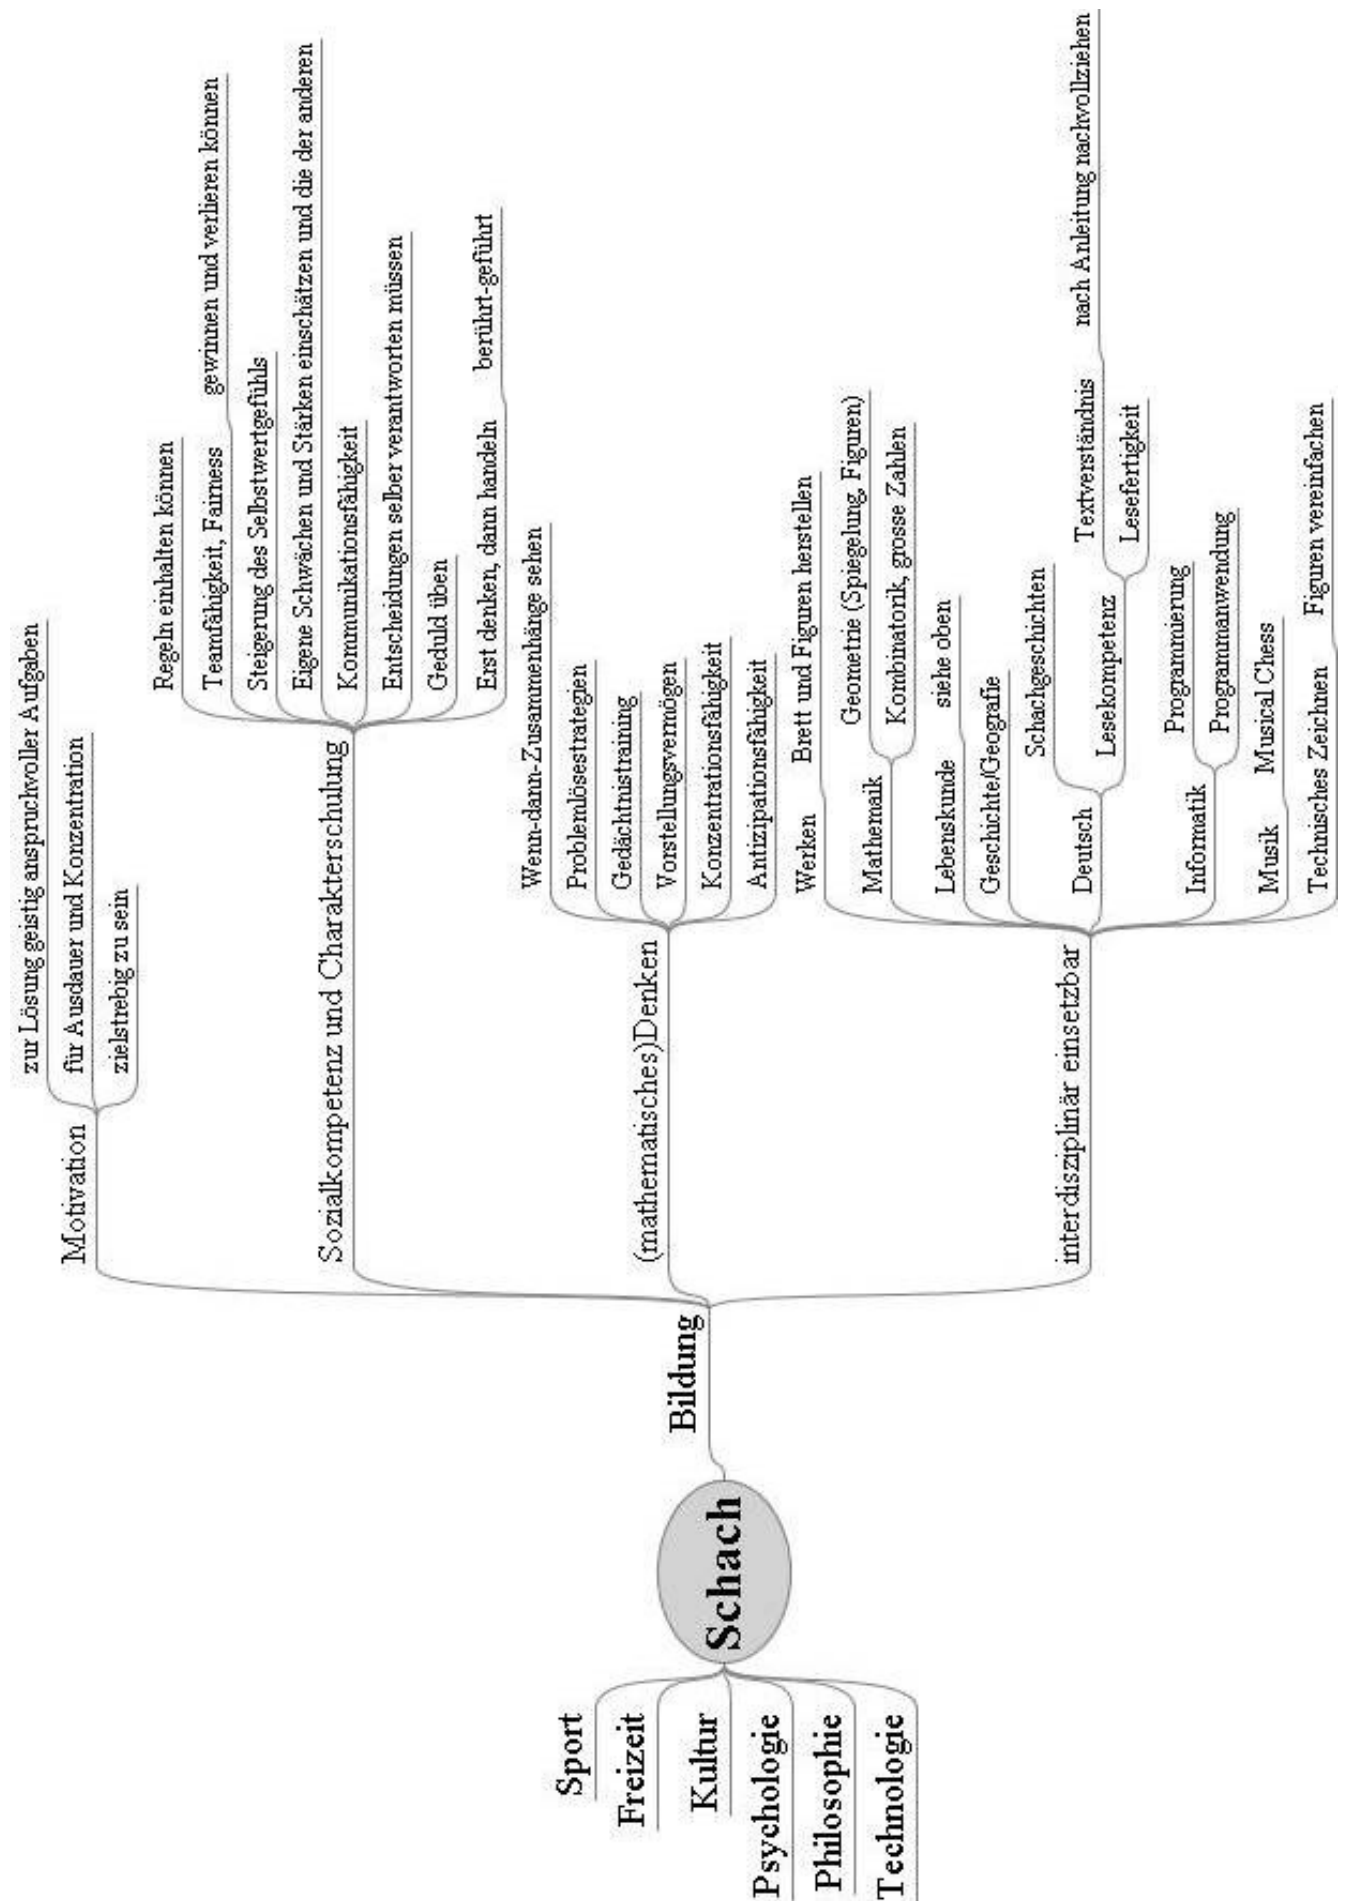 Motivation
zur Lösung geistig anspruchvoller Aufgaben
für Ausdauer und Konzentration
zielstrebig zu sein
Sozialkompetenz und Charakterschulung
Regeln einhalten können
Teamfähigkeit, Fairness
gewinnen und verlieren können
Steigerung des Selbstwertgefühls
Eigene Schwächen und Stärken einschätzen und die der anderen
Kommunikationsfähigkeit
Entscheidungen selber verantworten müssen
Geduld üben
Erst denken, dann handeln
berührt-geführt
Sport
Freizeit
Kultur
Psychologie
Philosophie
Technologie
Schach
Bildung
(mathematisches)Denken
Wenn-dann-Zusammenhänge sehen
Problemlösestrategien
Gedächtnistraining
Vorstellungsvermögen
Konzentrationsfähigkeit
Antizipationsfähigkeit
interdisziplinär einsetzbar
Werken
Brett und Figuren herstellen
Mathemaik
Geometrie (Spiegelung, Figuren)
Kombinatorik, grosse Zahlen
Lebenskunde
siehe oben
Geschichte/Geografie
Deutsch
Schachgeschichten
Lesekompetenz
Textverständnis
nach Anleitung nachvollziehen
Lesefertigkeit
Informatik
Programmierung
Programmanwendung
Musik
Musical Chess
Technisches Zeichnen
Figuren vereinfachen